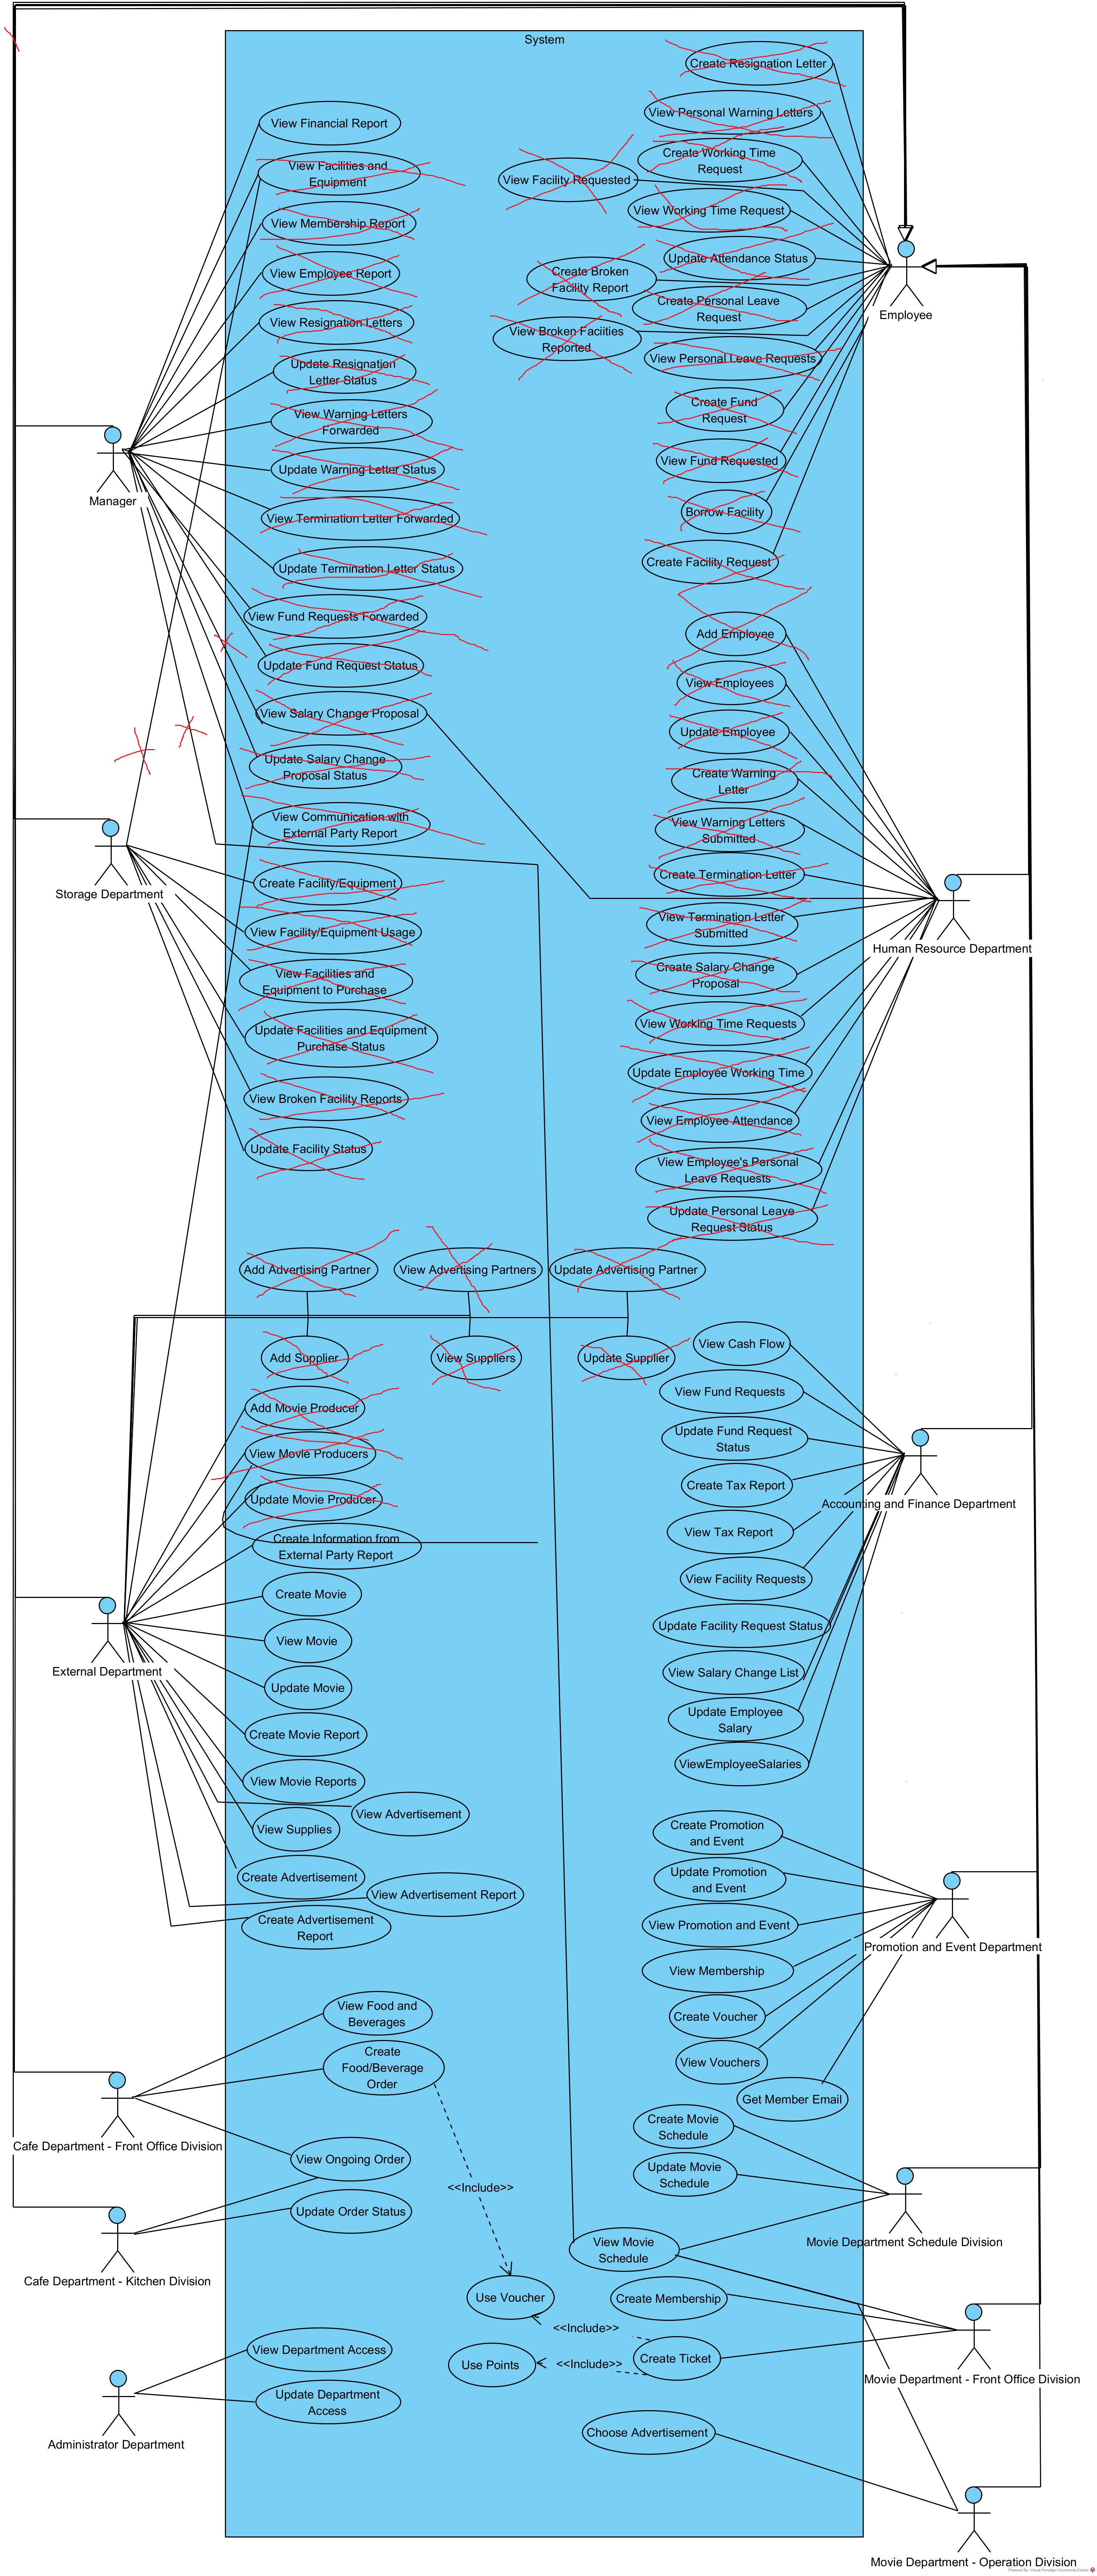 System
Create Resignation Letter
View Personal Warning Letters
Create Working Time
Request
View Facility Requested
View Working Time Request
Update Attendance Status
Create Broken
Facility Report
Create Personal Leave
Request
View Broken Faciities
Reported
View Personal Leave Requests
Create Fund
Request
View Fund Requested
Borrow Facility
Create Facility Request
Employee
View Financial Report
View Facilities and
Equipment
View Membership Report
View Employee Report
View Resignation Letters
Update Resignation
Letter Status
View Warning Letters
Forwarded
Update Warning Letter Status
View Termination Letter Forwarded
Update Termination Letter Status
View Fund Requests Forwarded
Update Fund Request Status
View Salary Change Proposal
Update Salary Change
Proposal Status
View Communication with
External Party Report
Manager
Create Facility/Equipment
View Facility/Equipment Usage
View Facilities and
Equipment to Purchase
Update Facilities and Equipment
Purchase Status
View Broken Facility Reports
Update Facility Status
Storage Department
Add Employee
View Employees
Update Employee
Create Warning
Letter
View Warning Letters
Submitted
Create Termination Letter
View Termination Letter
Submitted
Create Salary Change
Proposal
View Working Time Requests
Update Employee Working Time
View Employee Attendance
View Employee's Personal
Leave Requests
Update Personal Leave
Request Status
Human Resource Department
Add Advertising Partner
View Advertising Partners
Update Advertising Partner
Add Supplier
View Suppliers
Update Supplier
Add Movie Producer
View Movie Producers
Update Movie Producer
Create Information from
External Party Report
Create Movie
View Movie
Update Movie
Create Movie Report
View Movie Reports
View Advertisement
View Supplies
Create Advertisement
View Advertisement Report
Create Advertisement
Report
External Department
View Cash Flow
View Fund Requests
Update Fund Request
Status
Create Tax Report
View Tax Report
View Facility Requests
Update Facility Request Status
View Salary Change List
Update Employee
Salary
ViewEmployeeSalaries
Accounting and Finance Department
Create Promotion
and Event
Update Promotion
and Event
View Promotion and Event
View Membership
Create Voucher
View Vouchers
Get Member Email
Promotion and Event Department
View Food and
Beverages
Create
Food/Beverage
Order
View Ongoing Order
Update Order Status
Cafe Department - Front Office Division
Cafe Department - Kitchen Division
<<Include>>
Create Movie
Schedule
Update Movie
Schedule
View Movie
Schedule
Movie Department Schedule Division
Use Voucher
Create Membership
<<Include>>
Use Points
<<Include>>
Create Ticket
Movie Department - Front Office Division
View Department Access
Update Department
Access
Administrator Department
Choose Advertisement
Movie Department - Operation Division
Powered By Visual Paradigm Community Edition